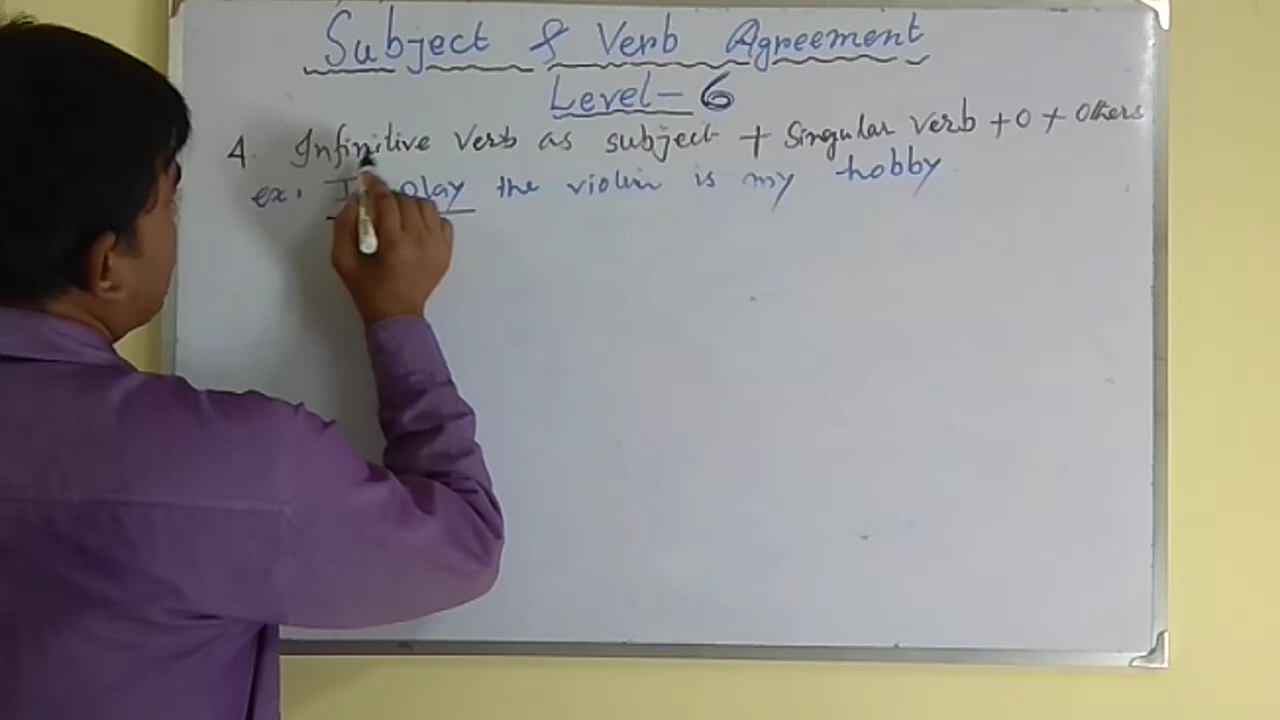 Subject & Verb Agreement
Level - 6
4. Infinitive Verb as subject + Singular Verb + O + Others
ex. play the violin is my hobby